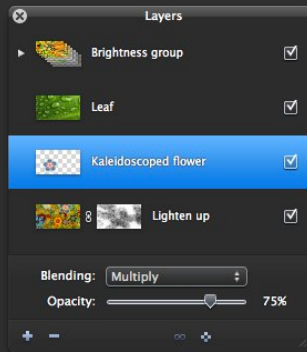 Layers
Brightness group
Leaf
Kaleidoscoped flower
Lighten up
Blending: Multiply
Opacity: 75%